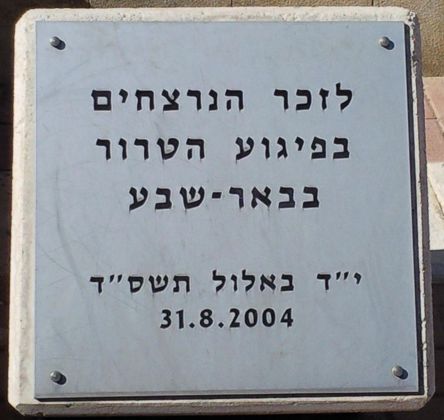 לזכר הנרצחים
בפיגוע הטרור
בבאר-שבע
י״ד באלול תשס״ד
31.8.2004